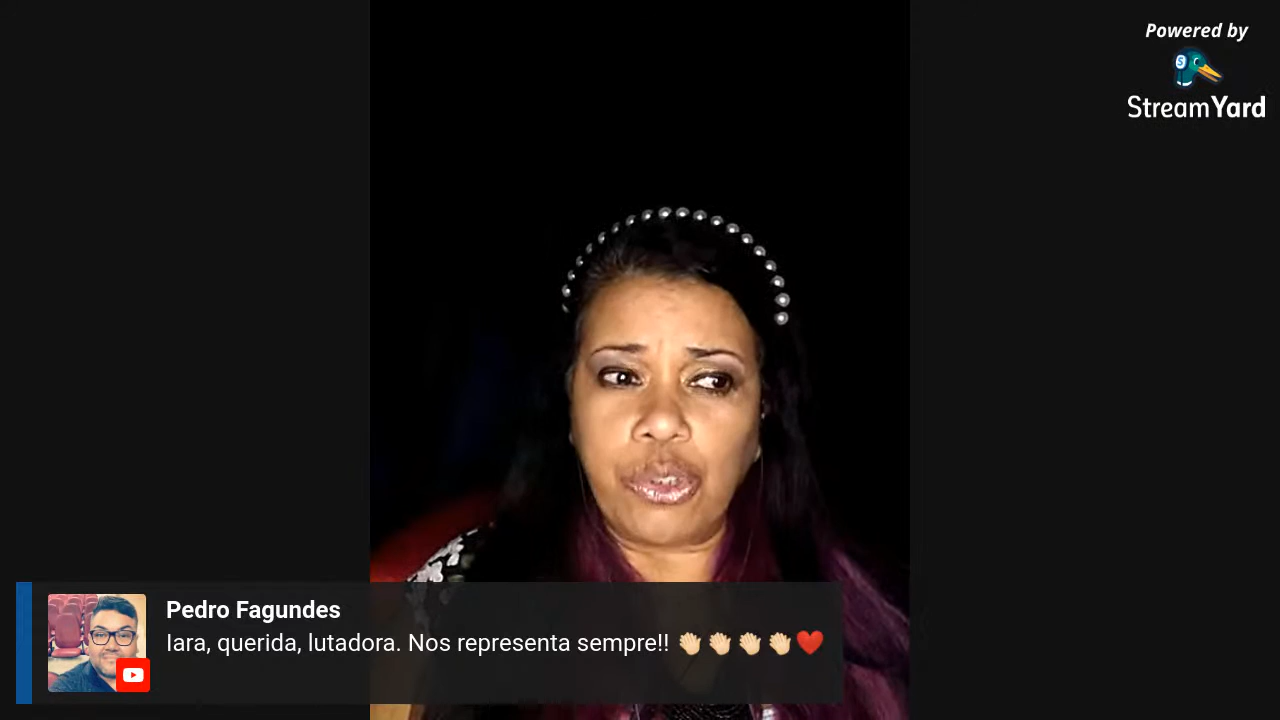 Powered by
StreamYard
Pedro Fagundes
Iara, querida, lutadora. Nos representa sempre!! 👏🏼👏🏼👏🏼👏🏼❤️